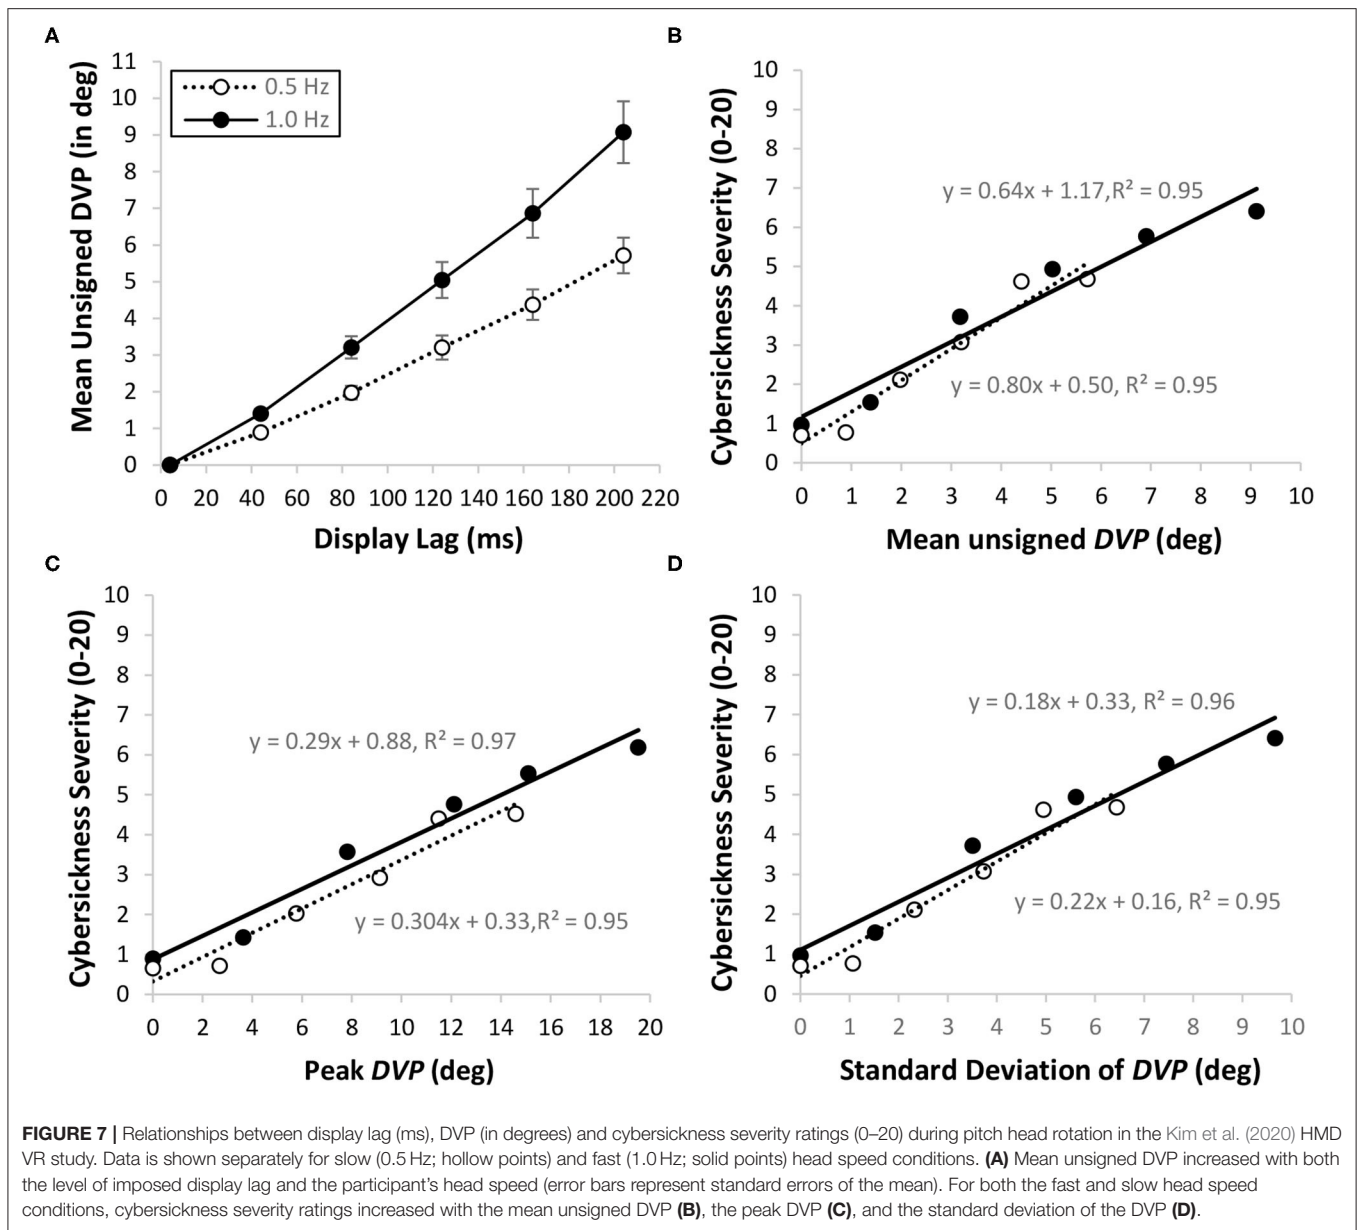 A
Mean Unsigned DVP (in deg)
11
10
9
8
7
6
5
4
3
2
1
0
0.5 Hz
1.0 Hz
0 20 40 60 80 100 120 140 160 180 200 220
Display Lag (ms)
B
Cybersickness Severity (0-20)
10
9
8
7
6
5
4
3
2
1
0
y = 0.64x + 1.17,R² = 0.95
y = 0.80x + 0.50, R² = 0.95
0 1 2 3 4 5 6 7 8 9 10
Mean unsigned DVP (deg)
C
Cybersickness Severity (0-20)
10
9
8
7
6
5
4
3
2
1
0
y = 0.29x + 0.88, R² = 0.97
y = 0.304x + 0.33,R² = 0.95
0 2 4 6 8 10 12 14 16 18 20
Peak DVP (deg)
D
Cybersickness Severity (0-20)
10
9
8
7
6
5
4
3
2
1
0
y = 0.18x + 0.33, R² = 0.96
y = 0.22x + 0.16, R² = 0.95
0 1 2 3 4 5 6 7 8 9 10
Standard Deviation of DVP (deg)
FIGURE 7 | Relationships between display lag (ms), DVP (in degrees) and cybersickness severity ratings (0–20) during pitch head rotation in the Kim et al. (2020) HMD
VR study. Data is shown separately for slow (0.5 Hz; hollow points) and fast (1.0 Hz; solid points) head speed conditions. (A) Mean unsigned DVP increased with both
the level of imposed display lag and the participant's head speed (error bars represent standard errors of the mean). For both the fast and slow head speed
conditions, cybersickness severity ratings increased with the mean unsigned DVP (B), the peak DVP (C), and the standard deviation of the DVP (D).